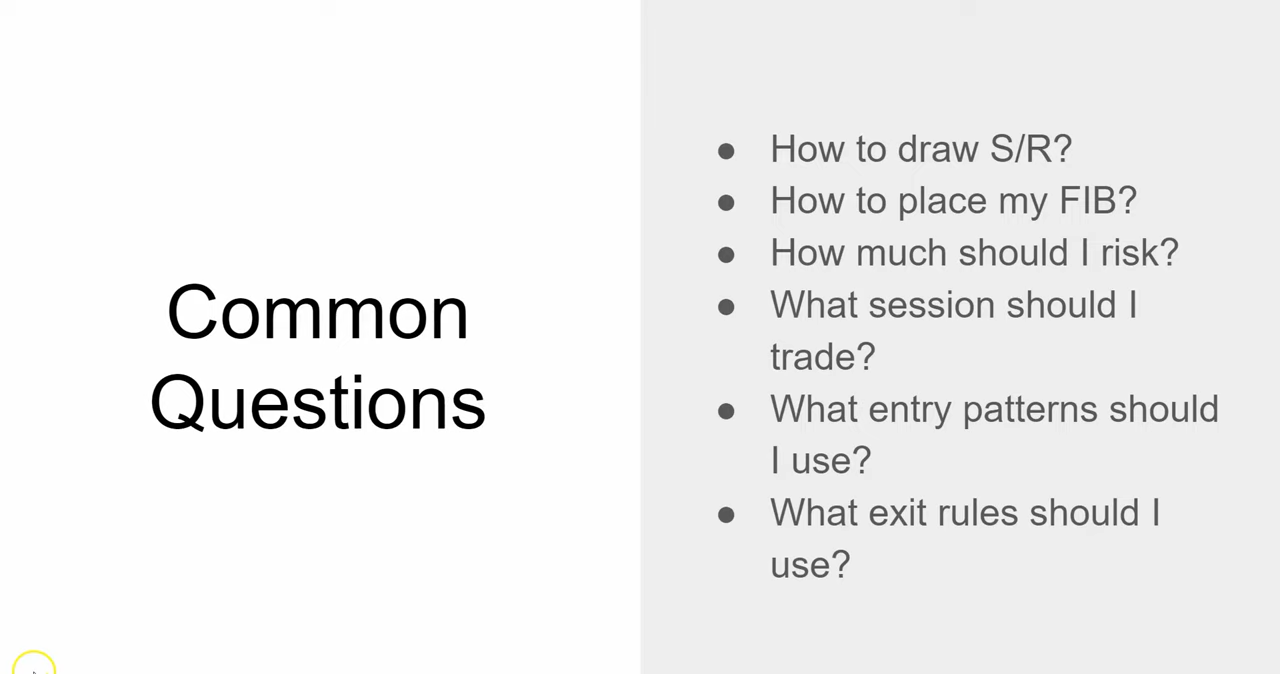 Common
Questions
● How to draw S/R?
● How to place my FIB?
● How much should I risk?
● What session should I
trade?
● What entry patterns should
I use?
● What exit rules should I
use?